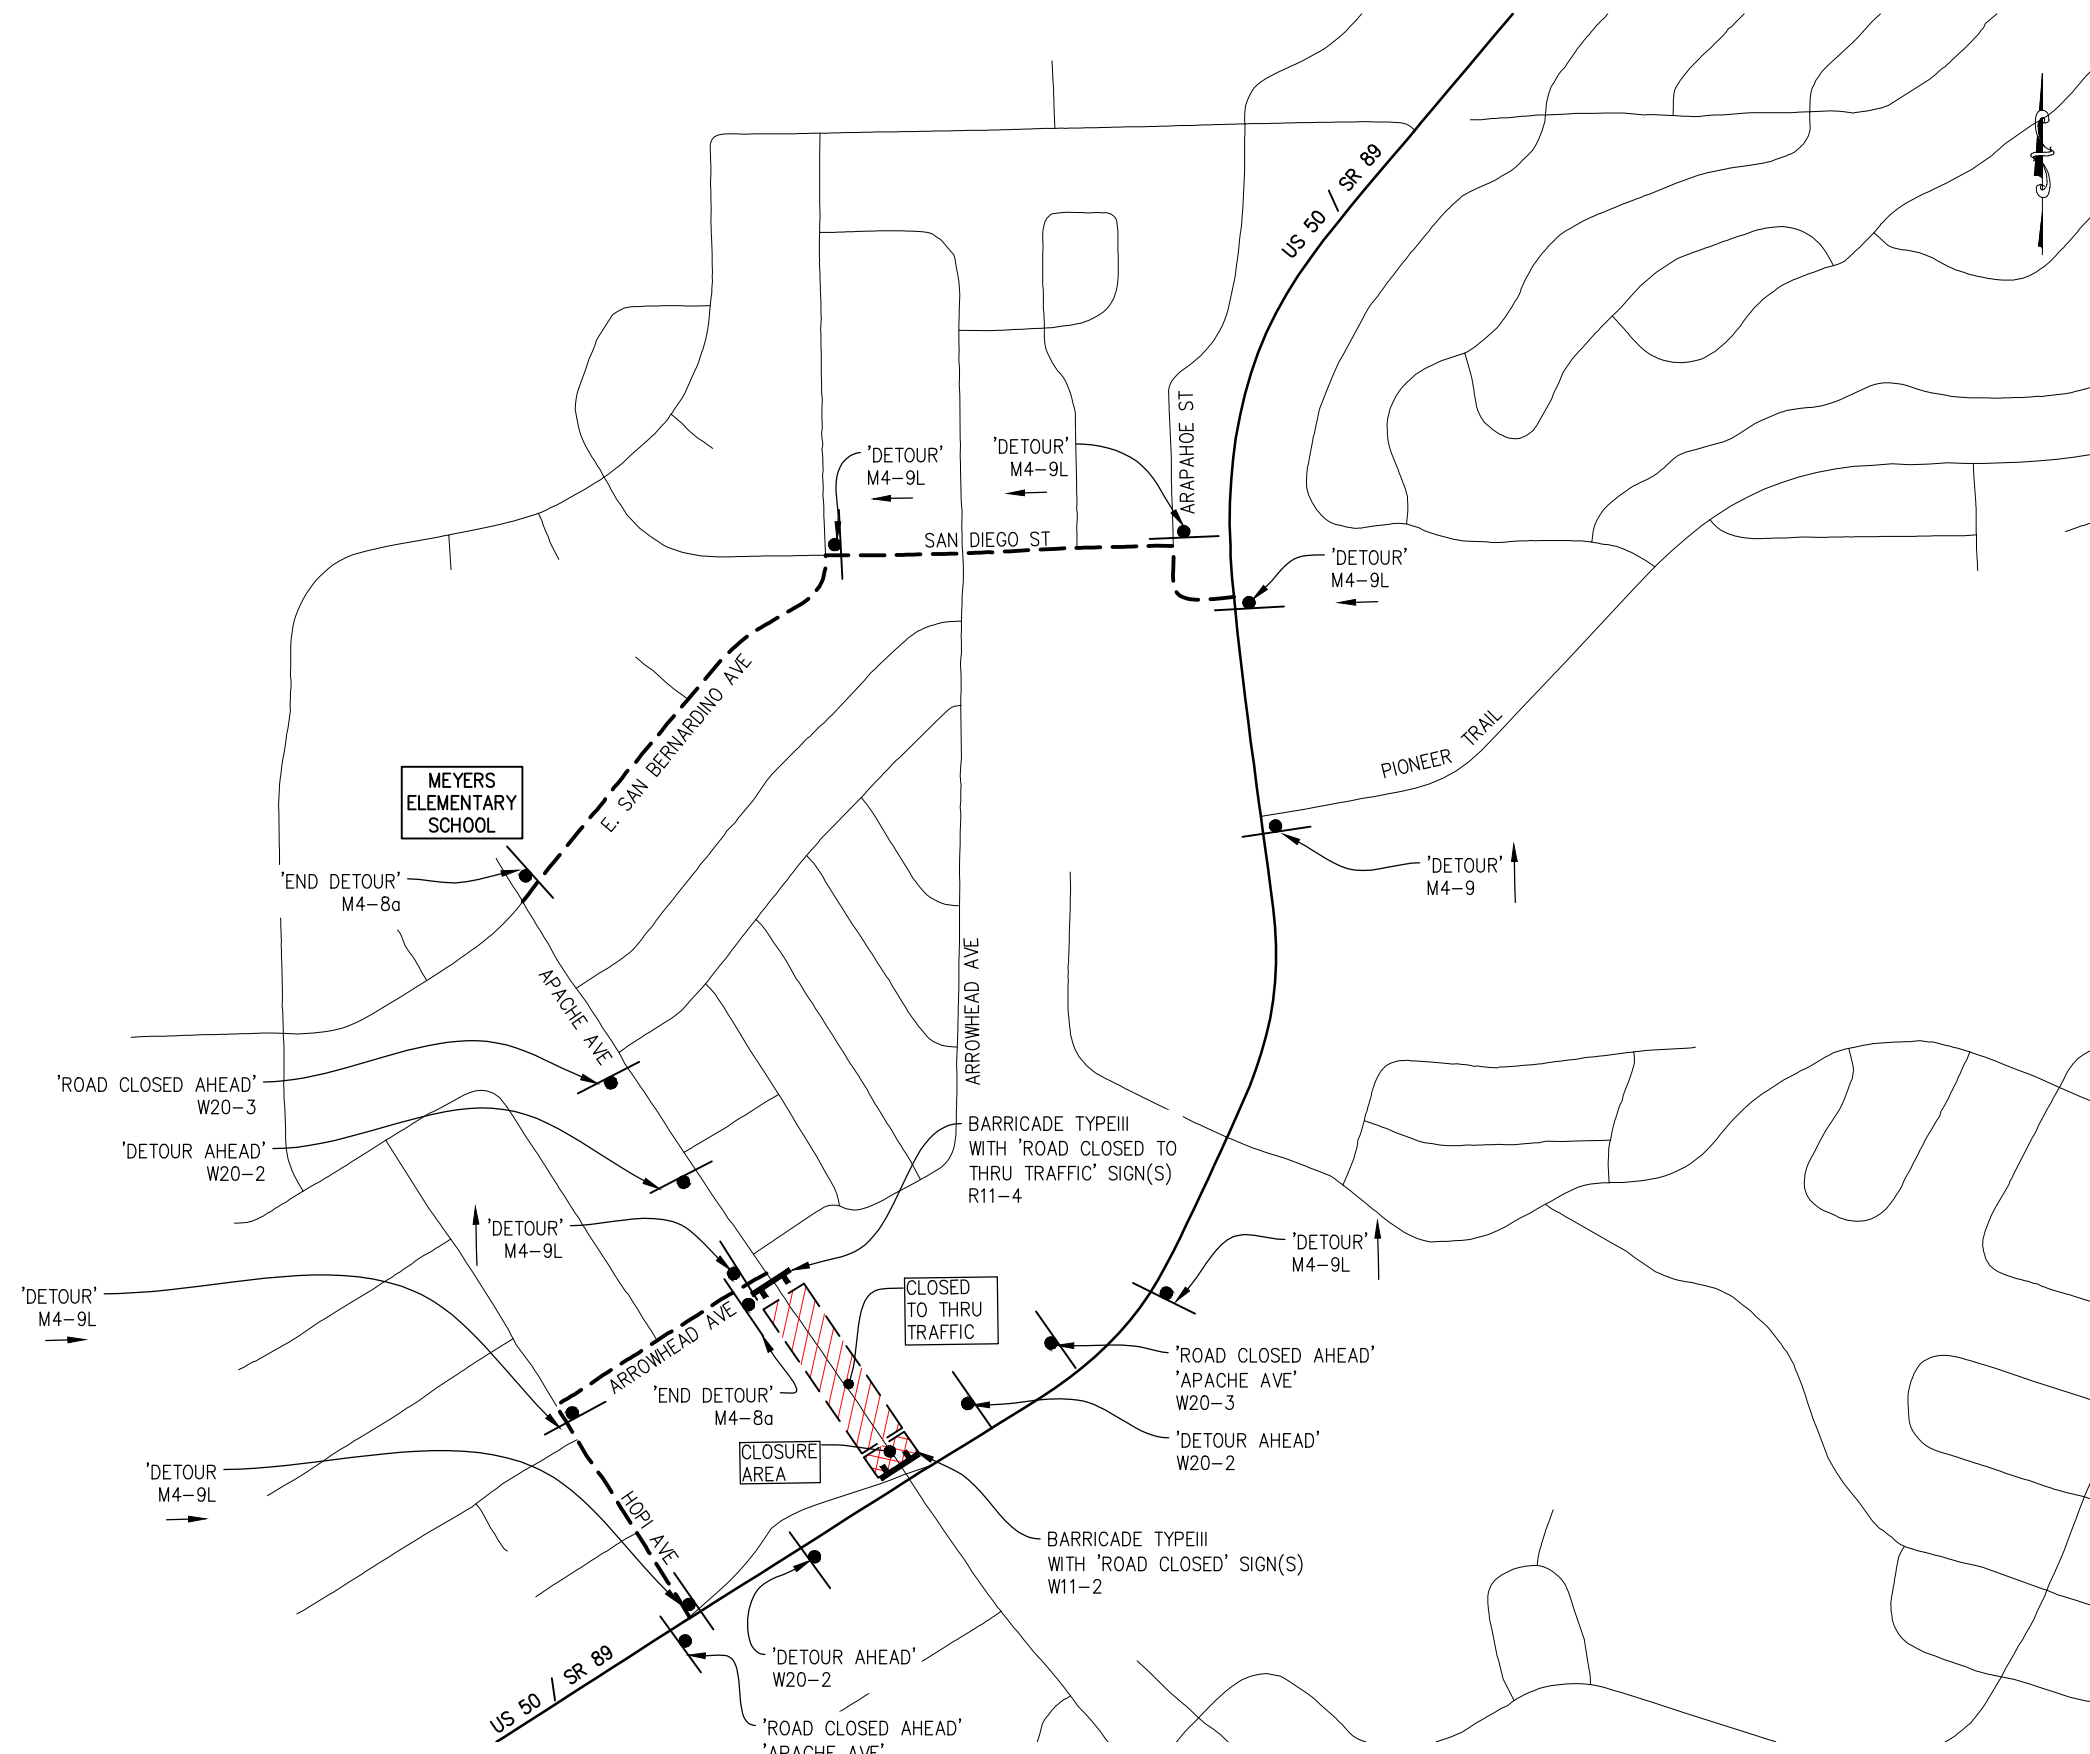 US 50 / SR 89
'DETOUR'
M4-9L
'DETOUR'
M4-9L
ARAPAHOE ST
SAN DIEGO ST
'DETOUR'
M4-9L
E. SAN BERNARDINO AVE
PIONEER TRAIL
MEYERS
ELEMENTARY
SCHOOL
'END DETOUR'
M4-8a
'DETOUR'
M4-9
APACHE AVE
ARROWHEAD AVE
'ROAD CLOSED AHEAD'
W20-3
'DETOUR AHEAD'
W20-2
BARRICADE TYPEIII
WITH 'ROAD CLOSED TO
THRU TRAFFIC' SIGN(S)
R11-4
'DETOUR'
M4-9L
'DETOUR'
M4-9L
'DETOUR'
M4-9L
CLOSED
TO THRU
TRAFFIC
ARROWHEAD AVE
'END DETOUR'
M4-8a
'ROAD CLOSED AHEAD'
'APACHE AVE'
W20-3
CLOSURE
AREA
'DETOUR AHEAD'
W20-2
'DETOUR
M4-9L
HOPI AVE
BARRICADE TYPEIII
WITH 'ROAD CLOSED' SIGN(S)
W11-2
'DETOUR AHEAD'
W20-2
US 50 / SR 89
'ROAD CLOSED AHEAD'
'APACHE AVE'